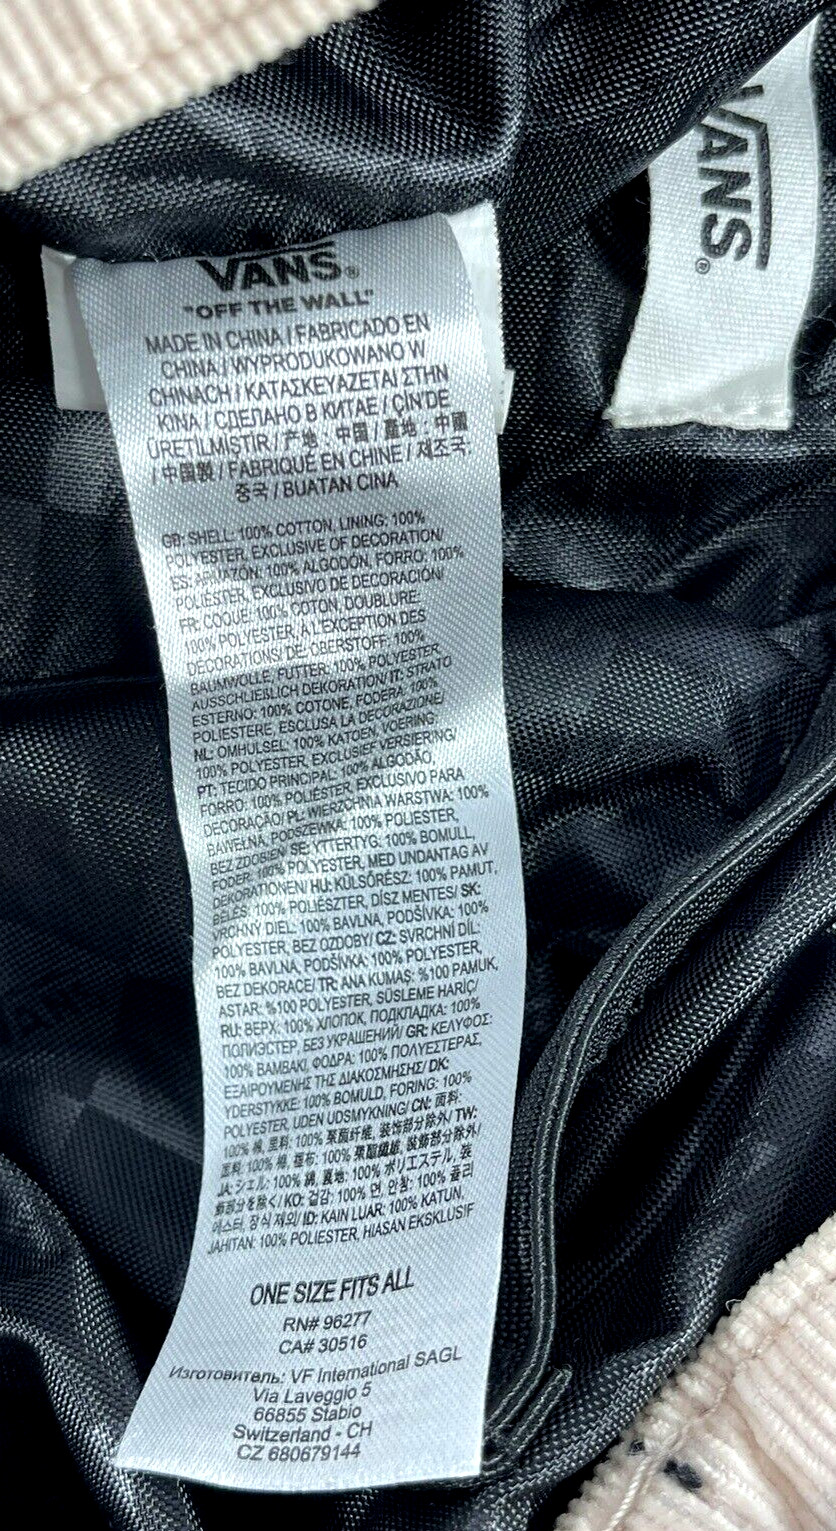 VANS®
"OFF THE WALL"
MADE IN CHINA / FABRICADO EN
CHINA / WYPRODUKOWANO W
CHINACH / ΚΑΤΑΣΚΕΥΑΖΕΤΑΙ ΣΤΗΝ
ΚΙΝΑ / СДЕЛАНО В КИТАЕ / ÇİN'DE
ÜRETİLMİŞTİR / 产地：中国 / 產地：中國
/ 中国製 / FABRIQUÉ EN CHINE / 제조국:
중국 / BUATAN CINA
GB: SHELL: 100% COTTON, LINING: 100%
POLYESTER, EXCLUSIVE OF DECORATION/
ES: ARMAZÓN: 100% ALGODÓN, FORRO: 100%
POLIÉSTER, EXCLUSIVO DE DECORACIÓN/
FR: COQUE: 100% COTON, DOUBLURE:
100% POLYESTER, À L'EXCEPTION DES
DECORATIONS/ DE: OBERSTOFF: 100%
BAUMWOLLE, FUTTER: 100% POLYESTER,
AUSSCHLIEßLICH DEKORATION/ IT: STRATO
ESTERNO: 100% COTONE, FODERA: 100%
POLIESTERE, ESCLUSA LA DECORAZIONE/
NL: OMHULSEL: 100% KATOEN, VOERING:
100% POLYESTER, EXCLUSIEF VERSIERING/
PT: TECIDO PRINCIPAL: 100% ALGODÃO,
FORRO: 100% POLIÉSTER, EXCLUSIVO PARA
DECORAÇÃO/ PL: WIERZCHNIA WARSTWA: 100%
BAWEŁNA, PODSZEWKA: 100% POLIESTER,
BEZ ZDOBIEŃ/ SE: YTTERTYG: 100% BOMULL,
FODER: 100% POLYESTER, MED UNDANTAG AV
DEKORATIONEN/ HU: KÜLSŐRÉSZ: 100% PAMUT,
BÉLÉS: 100% POLIÉSZTER, DÍSZ MENTES/ SK:
VRCHNÝ DIEL: 100% BAVLNA, PODŠÍVKA: 100%
POLYESTER, BEZ OZDOBY/ CZ: SVRCHNÍ DÍL:
100% BAVLNA, PODŠÍVKA: 100% POLYESTER,
BEZ DEKORACE/ TR: ANA KUMAŞ: %100 PAMUK,
ASTAR: %100 POLYESTER, SÜSLEME HARİÇ/
RU: ВЕРХ: 100% ХЛОПОК, ПОДКЛАДКА: 100%
ПОЛИЭСТЕР, БЕЗ УКРАШЕНИЙ/ GR: ΚΕΛΥΦΟΣ:
100% ΒΑΜΒΑΚΙ, ΦΟΔΡΑ: 100% ΠΟΛΥΕΣΤΕΡΑΣ,
ΕΞΑΙΡΟΥΜΕΝΗΣ ΤΗΣ ΔΙΑΚΟΣΜΗΣΗΣ/ DK:
YDERSTYKKE: 100% BOMULD, FORING: 100%
POLYESTER, UDEN UDSMYKNING/ CN: 面料:
100% 棉, 里料: 100% 聚酯纤维, 装饰部分除外/ TW:
面料: 100% 棉, 裡布: 100% 聚酯纖維, 裝飾部分除外/
JA: シェル: 100% 綿, 裏地: 100% ポリエステル, 装
飾部分を除く/ KO: 겉감: 100% 면, 안감: 100% 폴리
에스터, 장식 제외/ ID: KAIN LUAR: 100% KATUN,
JAHITAN: 100% POLIESTER, HIASAN EKSKLUSIF
ONE SIZE FITS ALL
RN# 96277
CA# 30516
Изготовитель: VF International SAGL
Via Laveggio 5
66855 Stabio
Switzerland - CH
CZ 680679144
VANS®